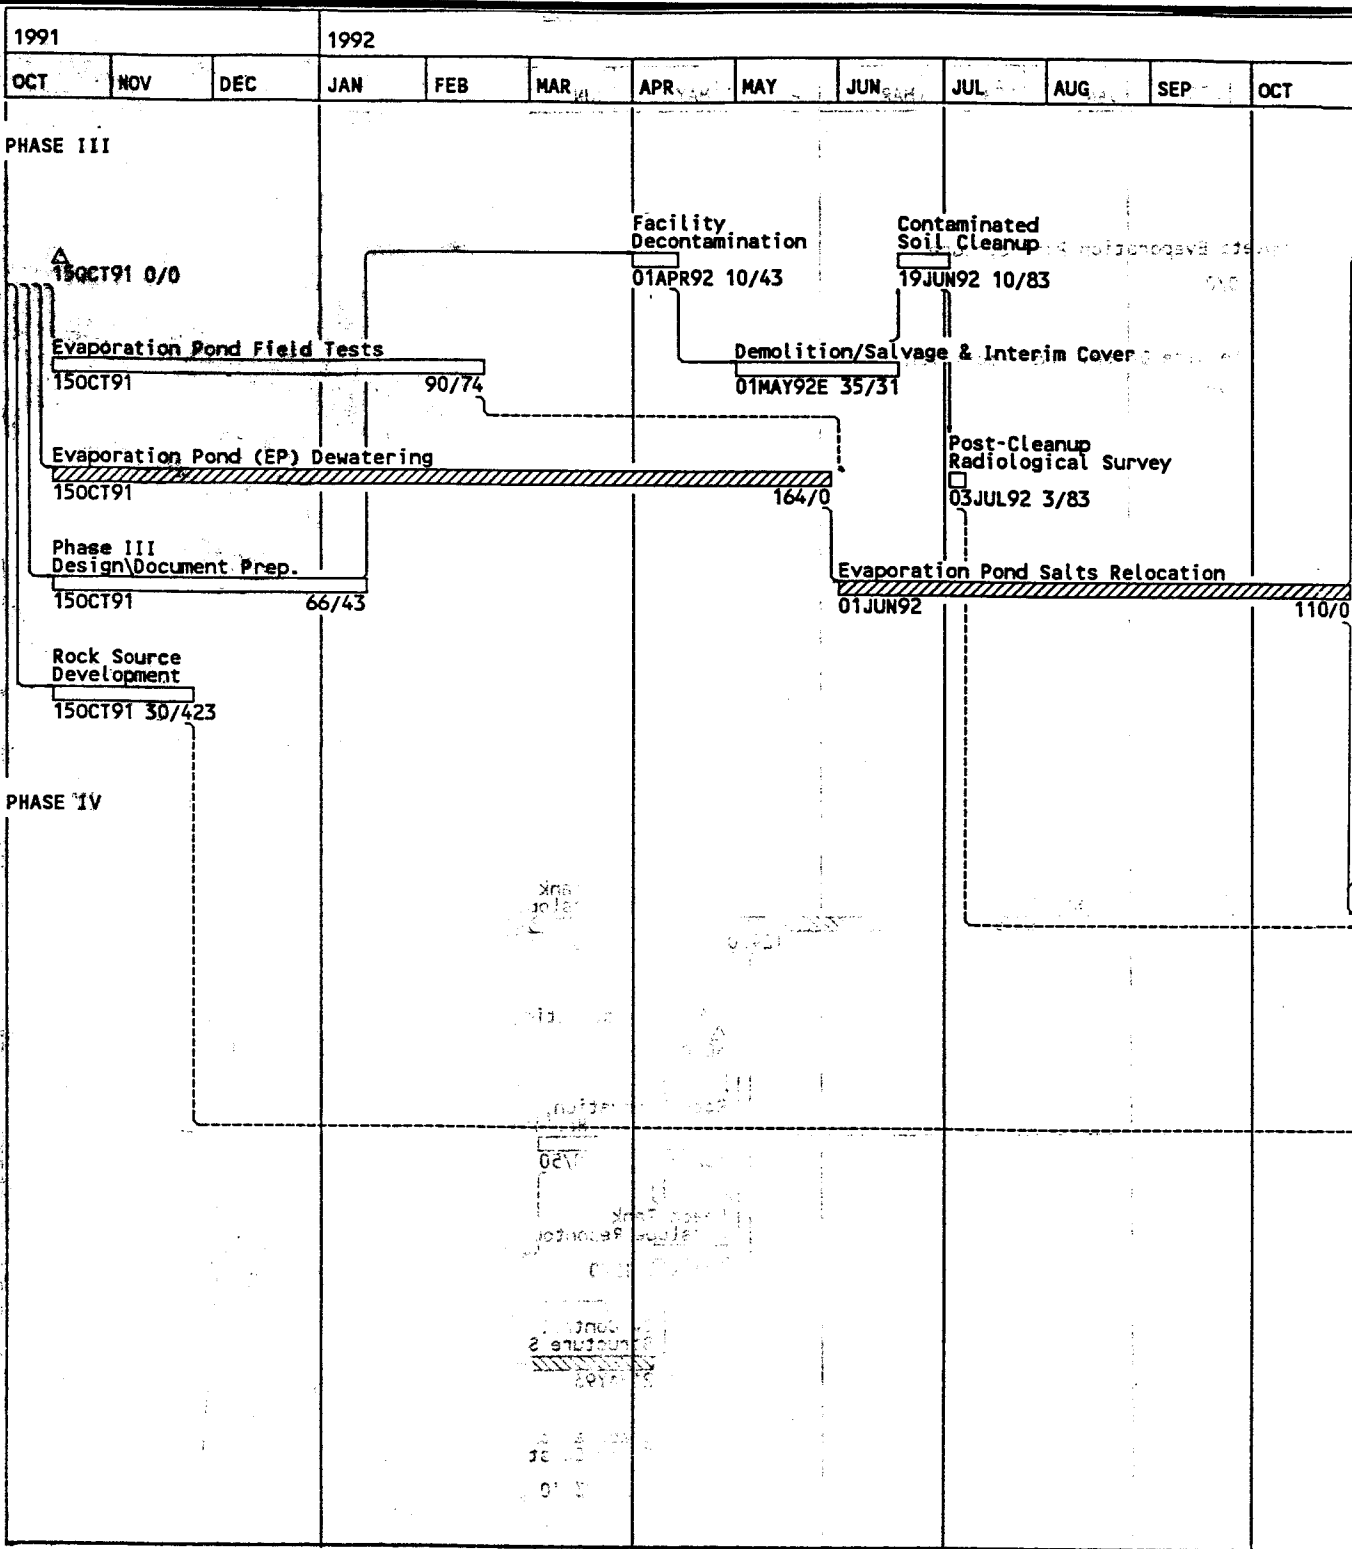 1991 1992
OCT NOV DEC JAN FEB MAR APR MAY JUN JUL AUG SEP OCT
PHASE III
Facility
Decontamination
01APR92 10/43
Contaminated
Soil Cleanup
19JUN92 10/83
15OCT91 0/0
Evaporation Pond Field Tests
15OCT91 90/74
Demolition/Salvage & Interim Cover
01MAY92E 35/31
Evaporation Pond (EP) Dewatering
15OCT91 164/0
Post-Cleanup
Radiological Survey
03JUL92 3/83
Phase III
Design\Document Prep.
15OCT91 66/43
Evaporation Pond Salts Relocation
01JUN92 110/0
Rock Source
Development
15OCT91 30/423
PHASE IV